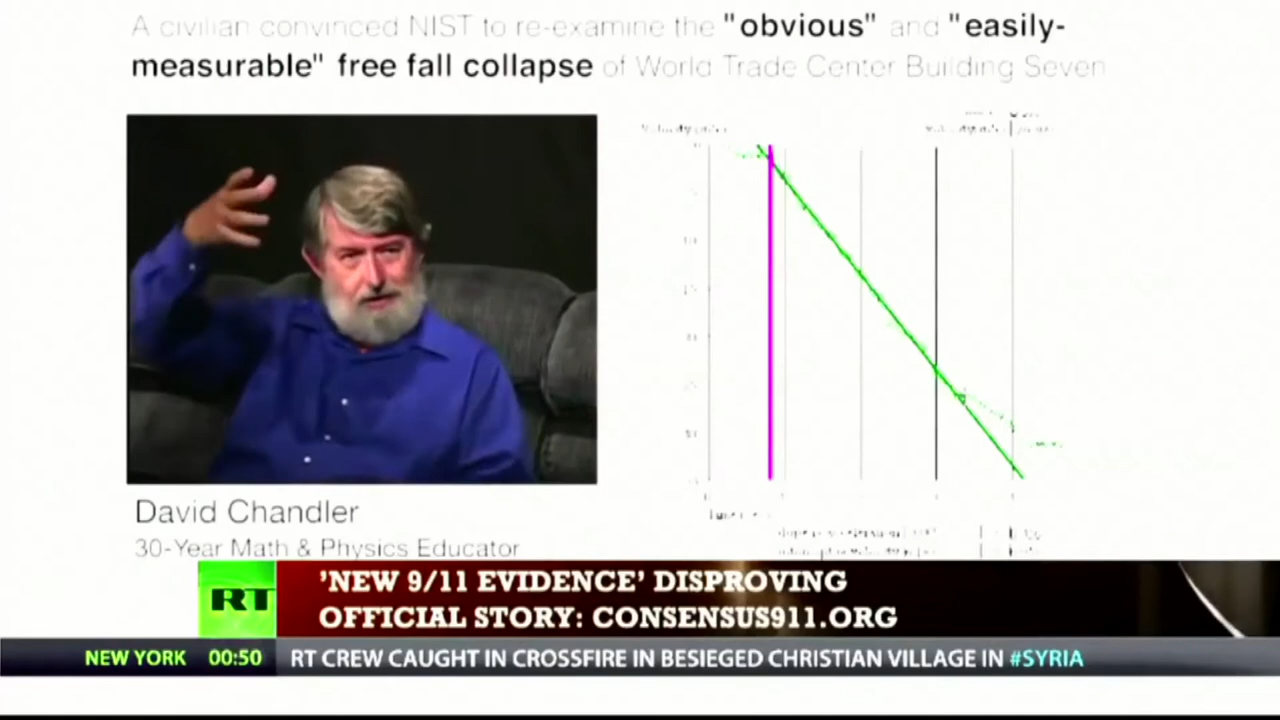 A civilian convinced NIST to re-examine the "obvious" and "easily-
measurable" free fall collapse of World Trade Center Building Seven
David Chandler
30-Year Math & Physics Educator
RT
'NEW 9/11 EVIDENCE' DISPROVING
OFFICIAL STORY: CONSENSUS911.ORG
NEW YORK 00:50 RT CREW CAUGHT IN CROSSFIRE IN BESIEGED CHRISTIAN VILLAGE IN #SYRIA